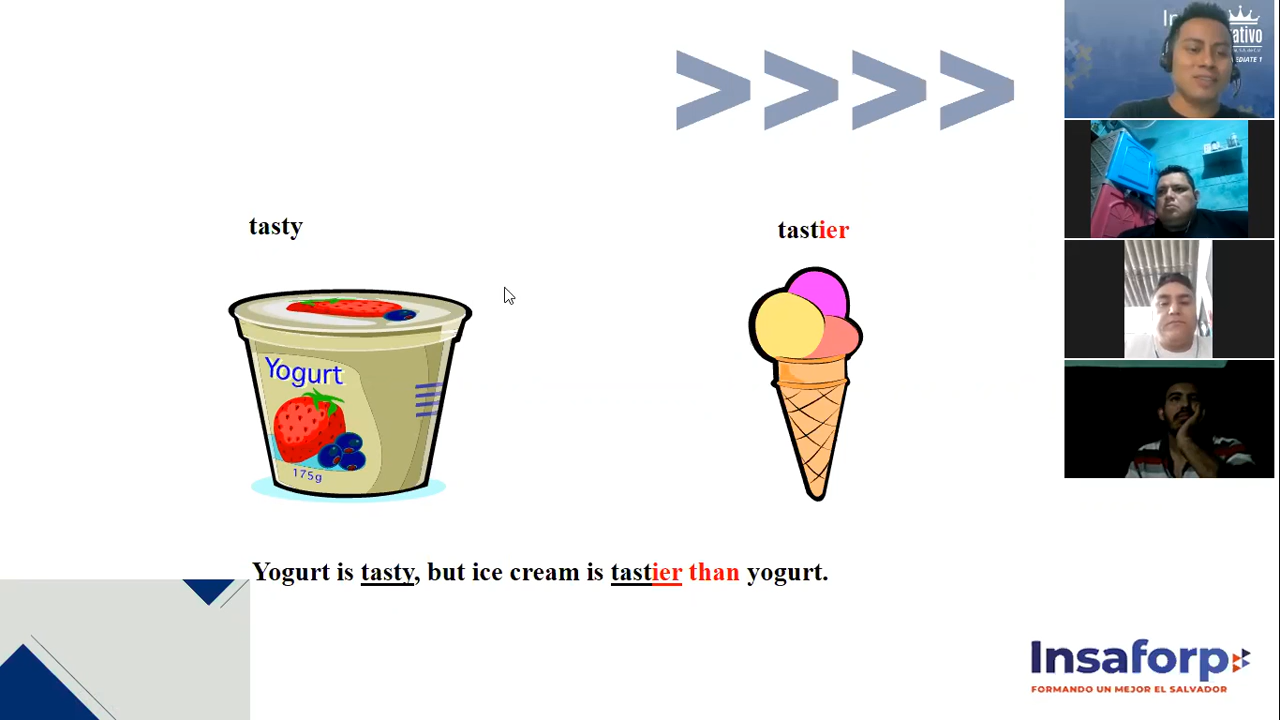 tasty
tastier
Yogurt
175g
Yogurt is tasty, but ice cream is tastier than yogurt.
Insaforp
FORMANDO UN MEJOR EL SALVADOR